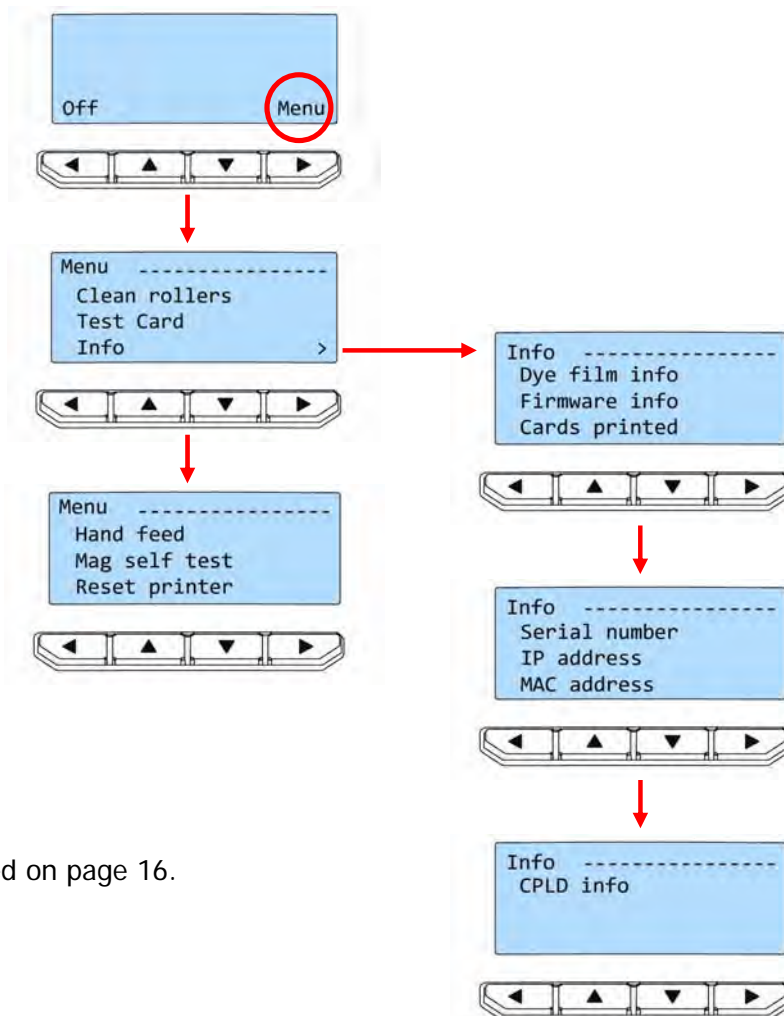 Off Menu
Menu ----------------
Clean rollers
Test Card
Info >
Menu ----------------
Hand feed
Mag self test
Reset printer
Info ----------------
Dye film info
Firmware info
Cards printed
Info ----------------
Serial number
IP address
MAC address
Info ----------------
CPLD info
d on page 16.